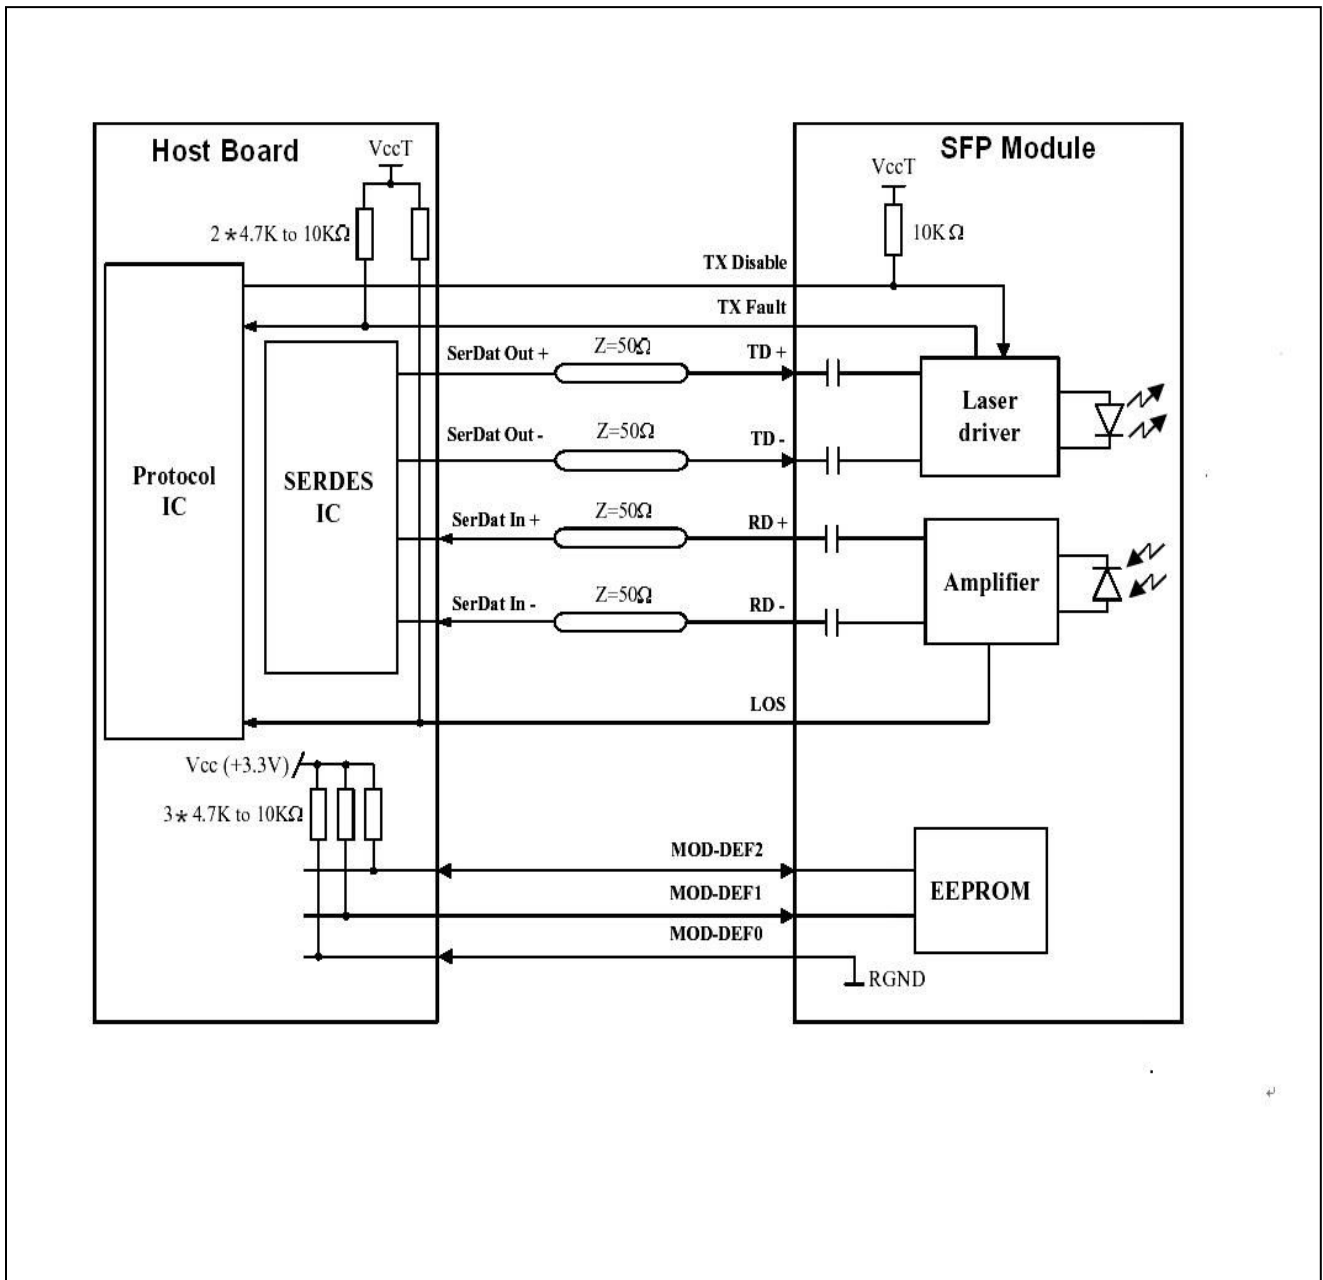 Host Board
VccT
2*4.7K to 10KΩ
SFP Module
VccT
10KΩ
TX Disable
TX Fault
SerDat Out +
Z=50Ω
TD +
SerDat Out -
Z=50Ω
TD -
SerDat In +
Z=50Ω
RD +
SerDat In -
Z=50Ω
RD -
Protocol
IC
SERDES
IC
Laser
driver
Amplifier
LOS
Vcc (+3.3V)
3*4.7K to 10KΩ
MOD-DEF2
MOD-DEF1
MOD-DEF0
EEPROM
RGND